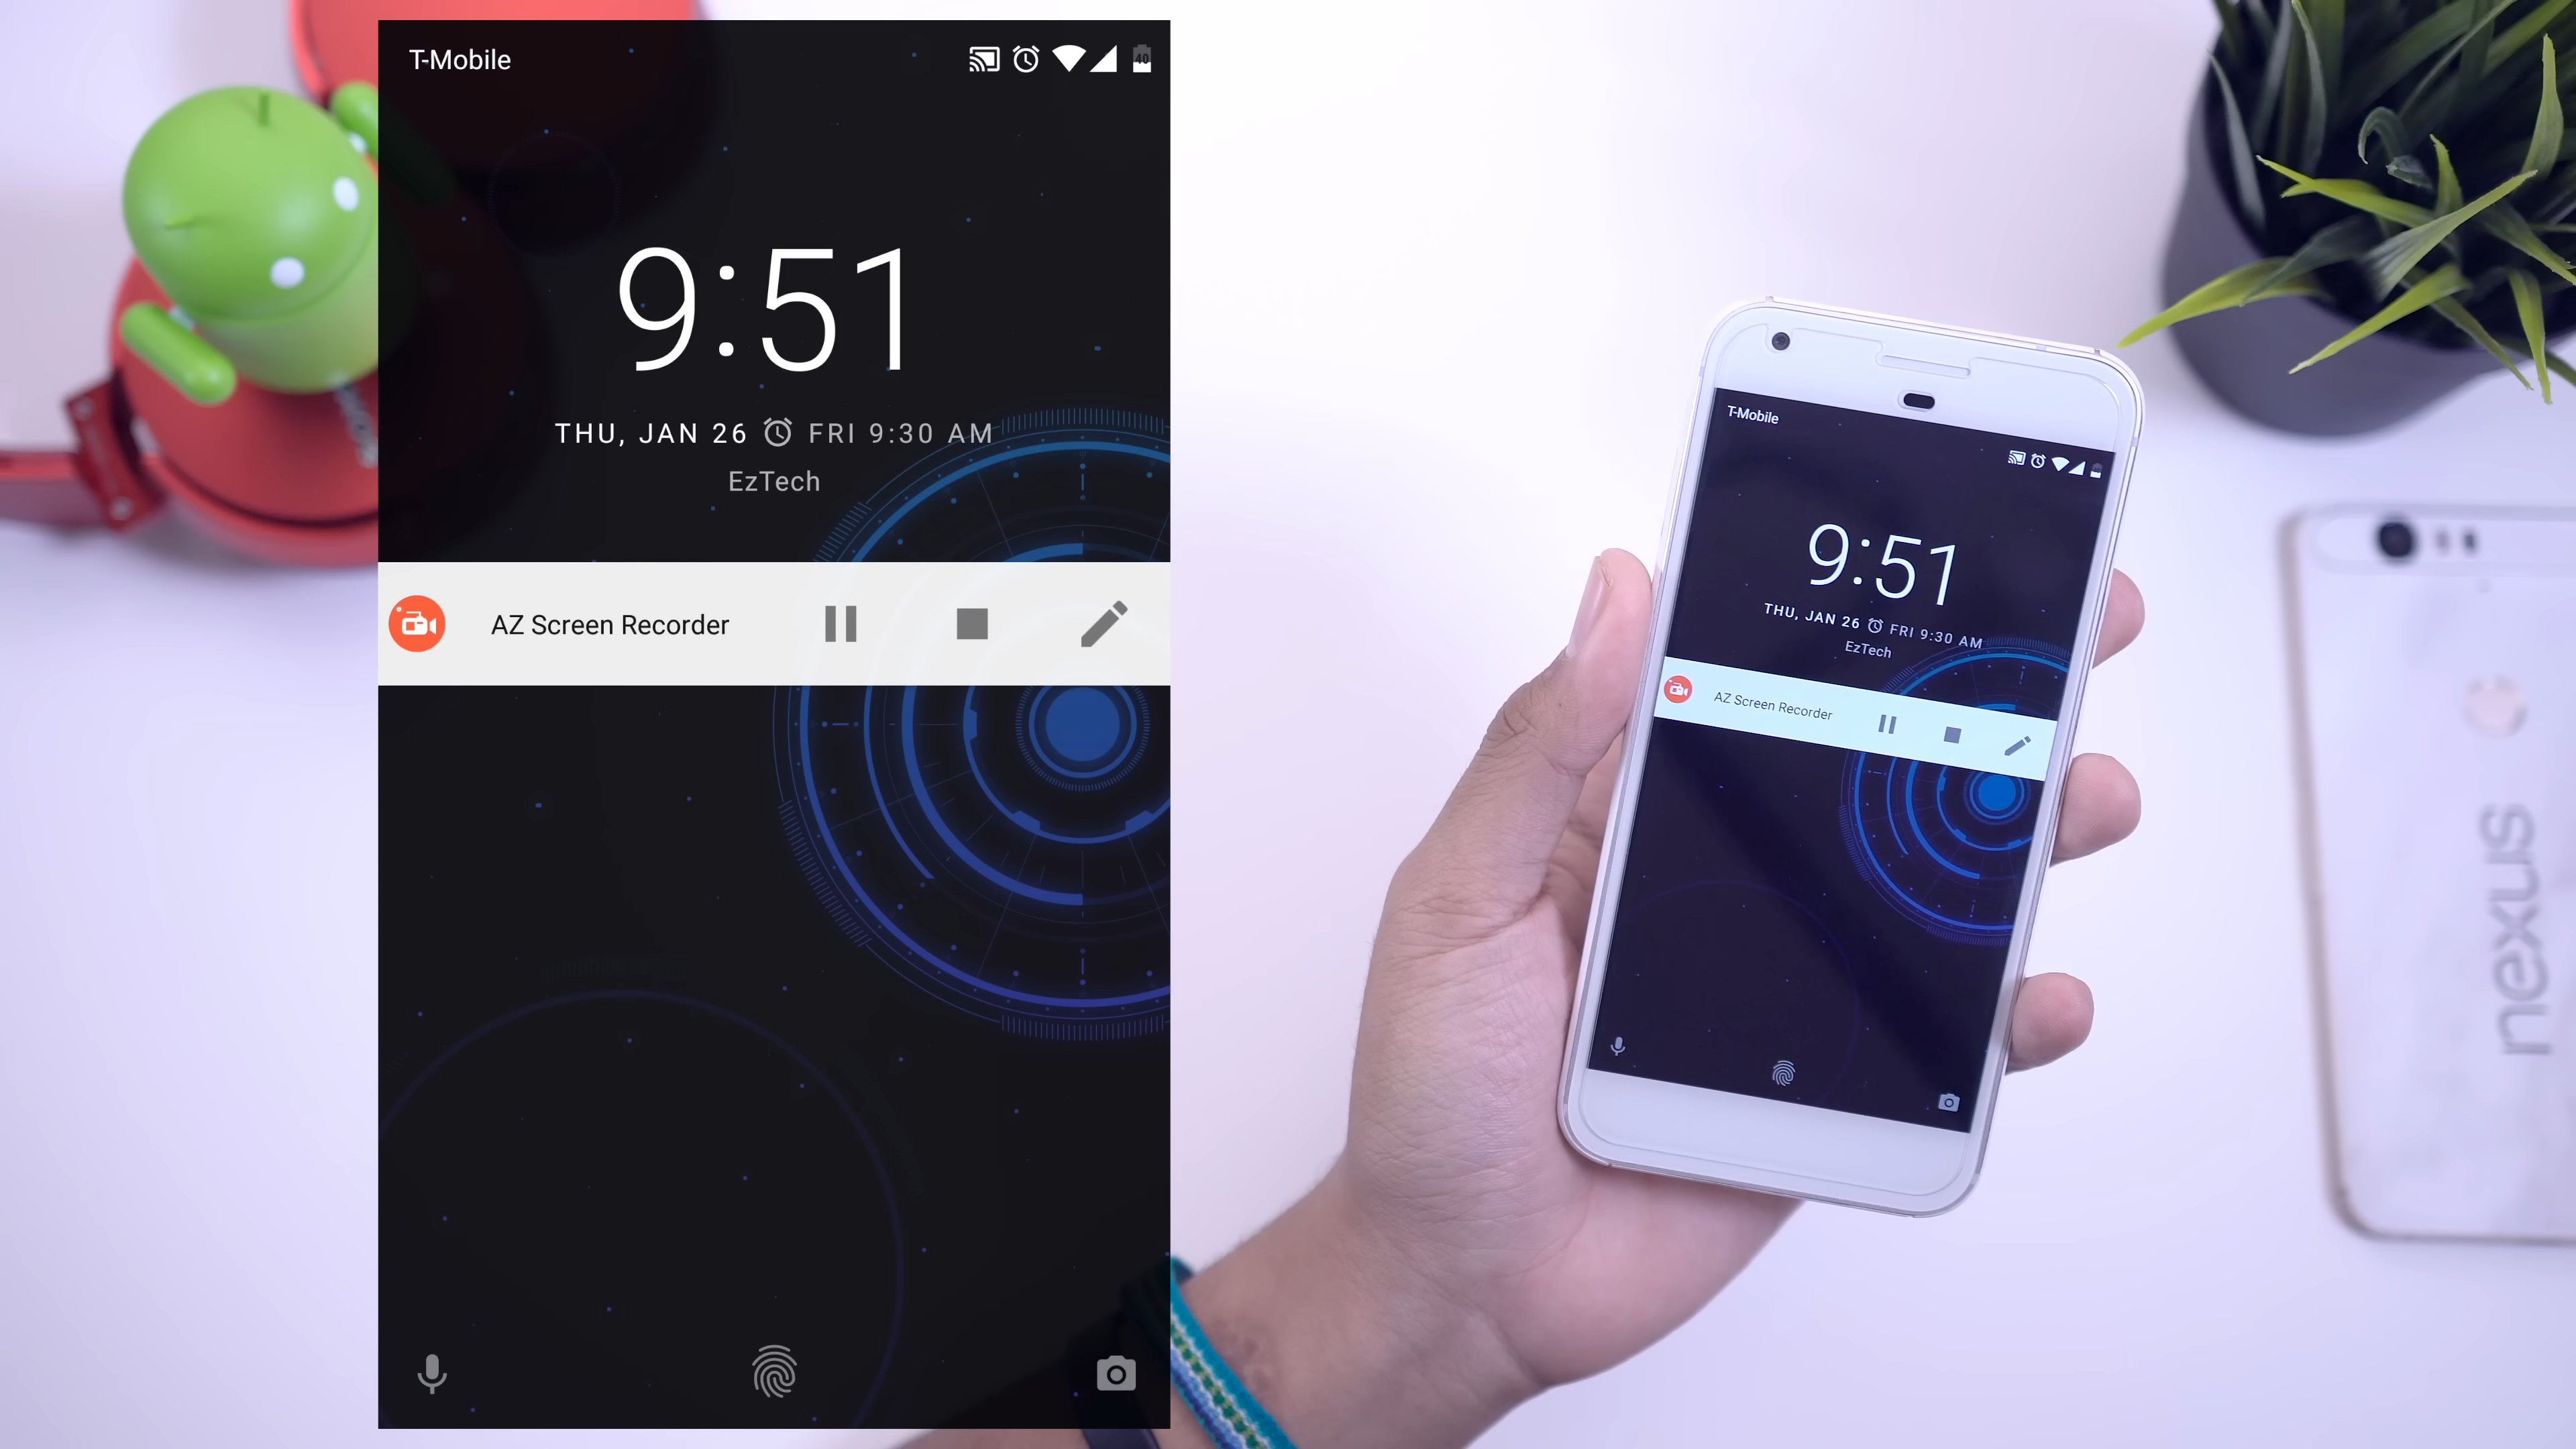 T-Mobile
40
9:51
THU, JAN 26 FRI 9:30 AM
EzTech
AZ Screen Recorder
T-Mobile
9:51
THU, JAN 26 FRI 9:30 AM
EzTech
AZ Screen Recorder
nexus